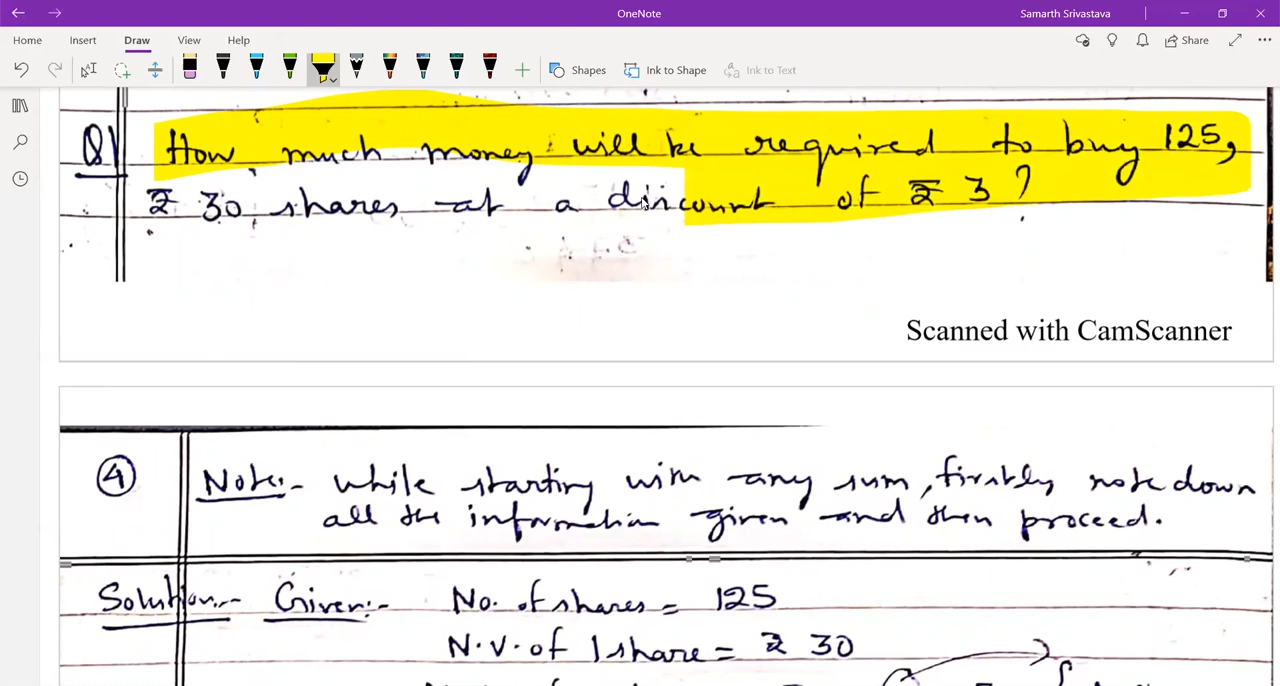 OneNote
Samarth Srivastava
Home Insert Draw View Help
Share
Shapes Ink to Shape Ink to Text
Q1 How much money will be required to buy 125,
₹ 30 shares at a discount of ₹ 3?
Scanned with CamScanner
4 Note:- while starting with any sum, firstly note down
all the information given and then proceed.
Solution:- Given:- No. of shares = 125
N.V. of 1 share = ₹ 30